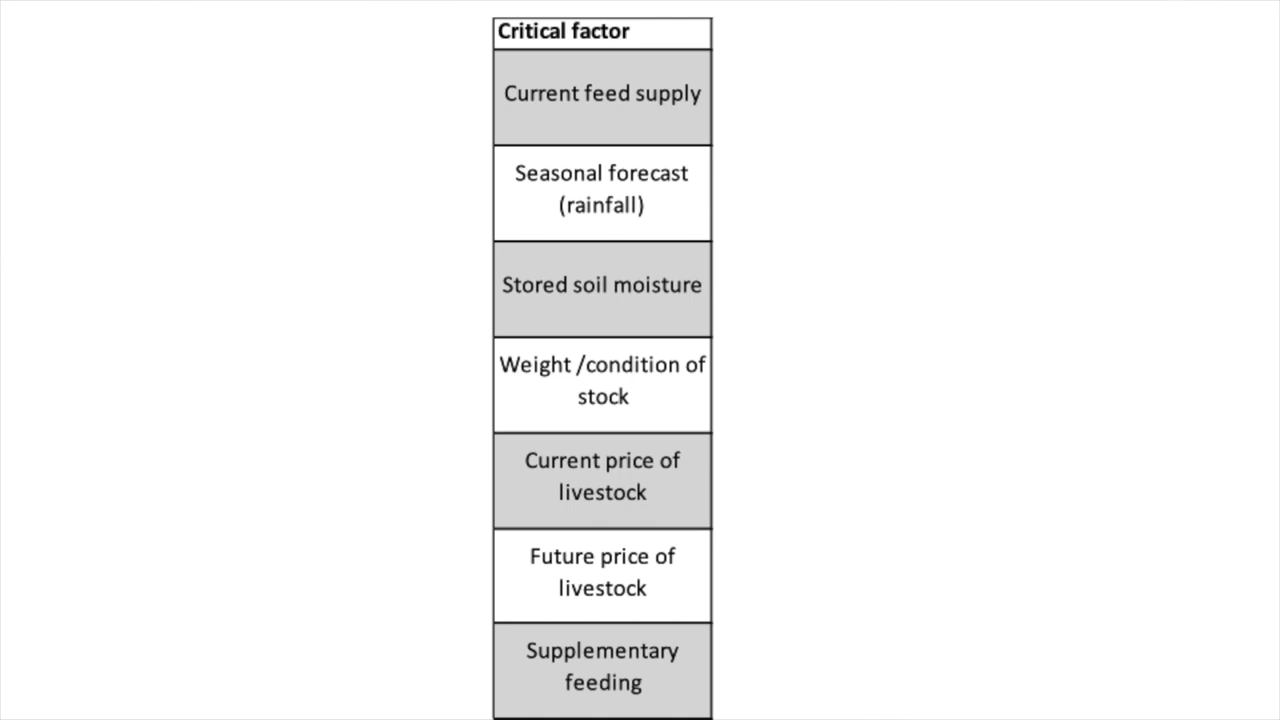 Critical factor
Current feed supply
Seasonal forecast
(rainfall)
Stored soil moisture
Weight /condition of
stock
Current price of
livestock
Future price of
livestock
Supplementary
feeding